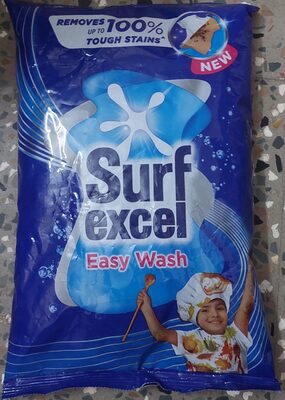 REMOVES UP TO 100%
TOUGH STAINS^
NEW
Surf
excel
Easy Wash